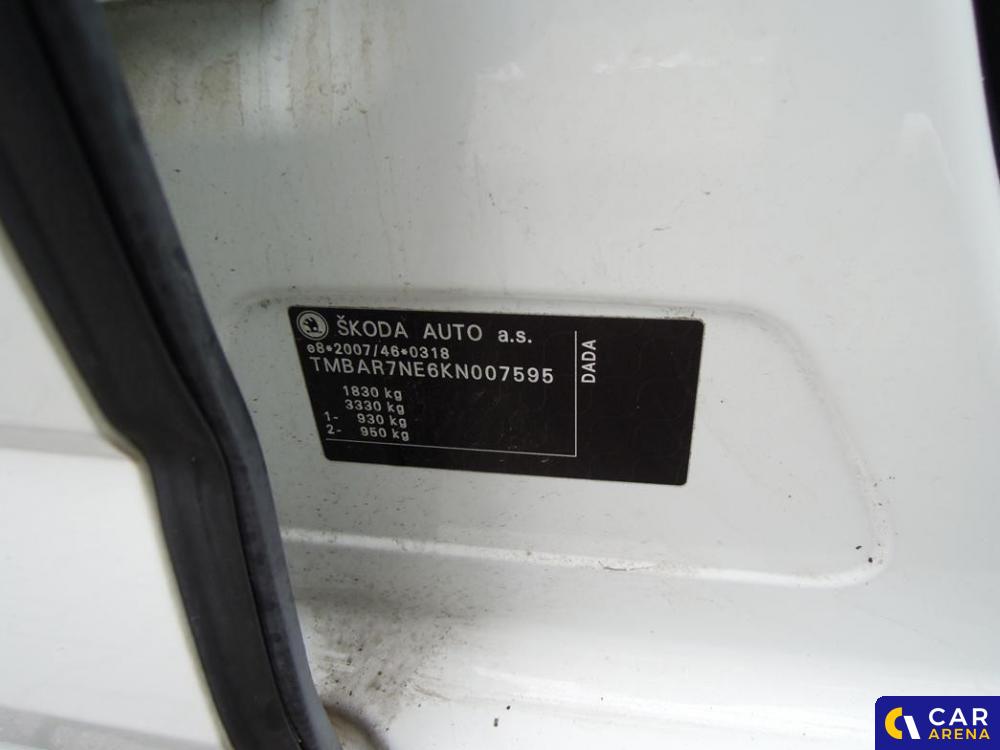 ŠKODA AUTO a.s.
e8*2007/46*0318
TMBAR7NE6KN007595
1830 kg
3330 kg
1- 930 kg
2- 950 kg
DADA
CAR
ARENA